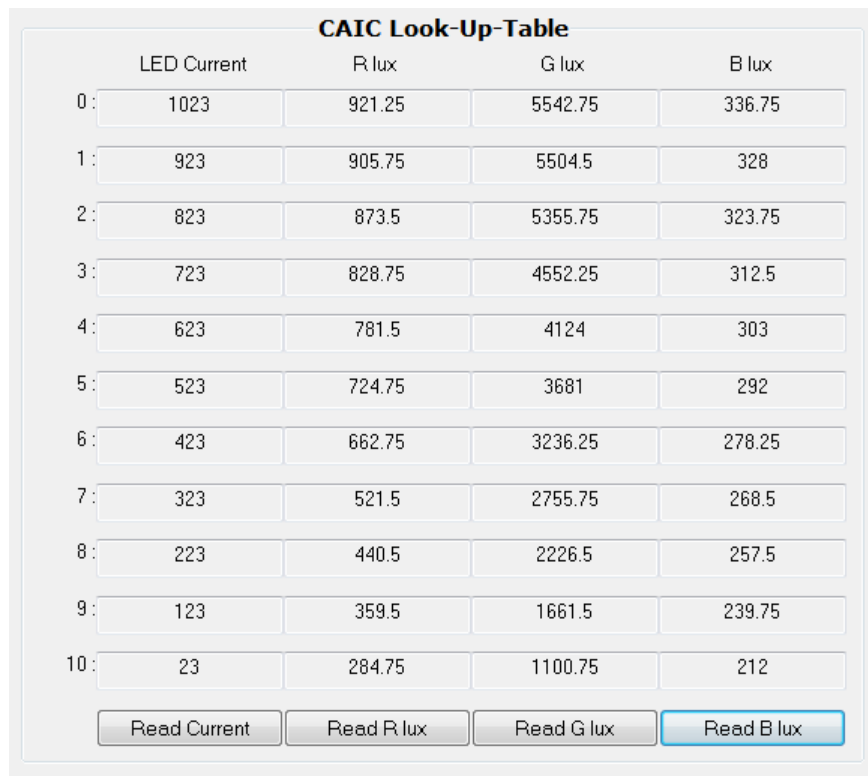 CAIC Look-Up-Table
LED Current R lux G lux B lux
0 : 1023 921.25 5542.75 336.75
1 : 923 905.75 5504.5 328
2 : 823 873.5 5355.75 323.75
3 : 723 828.75 4552.25 312.5
4 : 623 781.5 4124 303
5 : 523 724.75 3681 292
6 : 423 662.75 3236.25 278.25
7 : 323 521.5 2755.75 268.5
8 : 223 440.5 2226.5 257.5
9 : 123 359.5 1661.5 239.75
10 : 23 284.75 1100.75 212
Read Current Read R lux Read G lux Read B lux